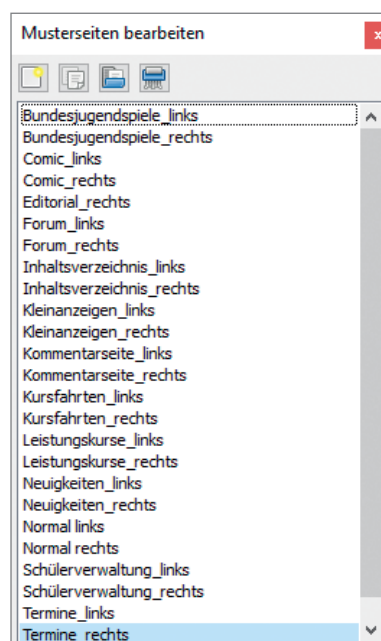 Musterseiten bearbeiten
Bundesjugendspiele_links
Bundesjugendspiele_rechts
Comic_links
Comic_rechts
Editorial_rechts
Forum_links
Forum_rechts
Inhaltsverzeichnis_links
Inhaltsverzeichnis_rechts
Kleinanzeigen_links
Kleinanzeigen_rechts
Kommentarseite_links
Kommentarseite_rechts
Kursfahrten_links
Kursfahrten_rechts
Leistungskurse_links
Leistungskurse_rechts
Neuigkeiten_links
Neuigkeiten_rechts
Normal links
Normal rechts
Schülerverwaltung_links
Schülerverwaltung_rechts
Termine_links
Termine_rechts